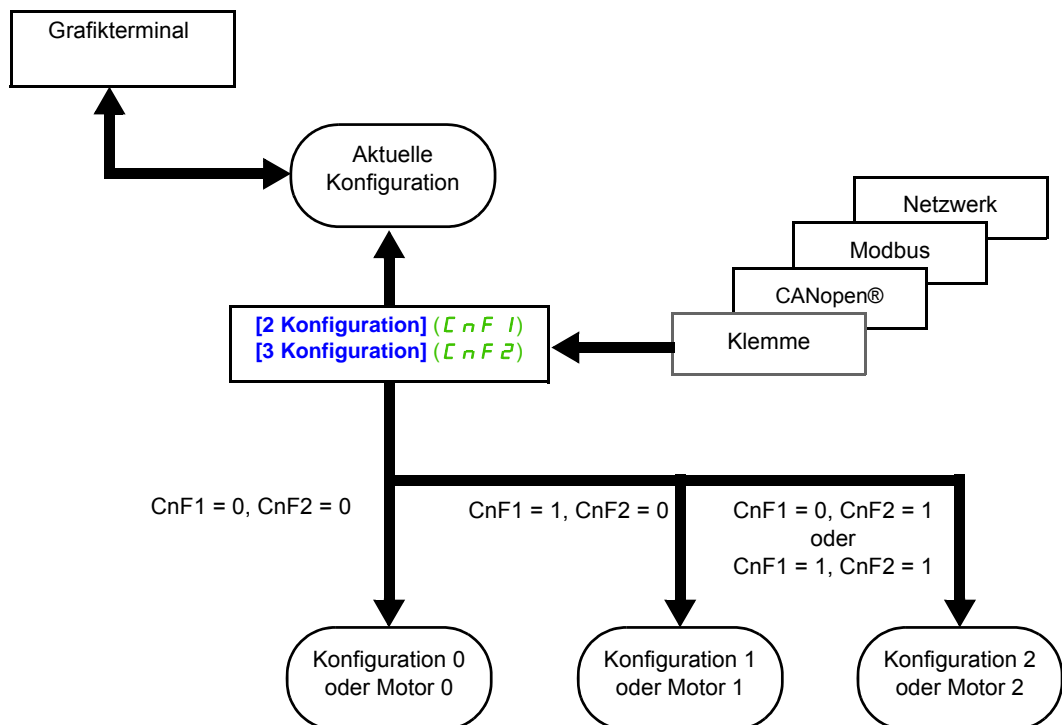 Grafikterminal
Aktuelle
Konfiguration
Netzwerk
Modbus
CANopen®
Klemme
[2 Konfiguration] (CnF1)
[3 Konfiguration] (CnF2)
CnF1 = 0, CnF2 = 0
CnF1 = 1, CnF2 = 0
CnF1 = 0, CnF2 = 1
oder
CnF1 = 1, CnF2 = 1
Konfiguration 0
oder Motor 0
Konfiguration 1
oder Motor 1
Konfiguration 2
oder Motor 2